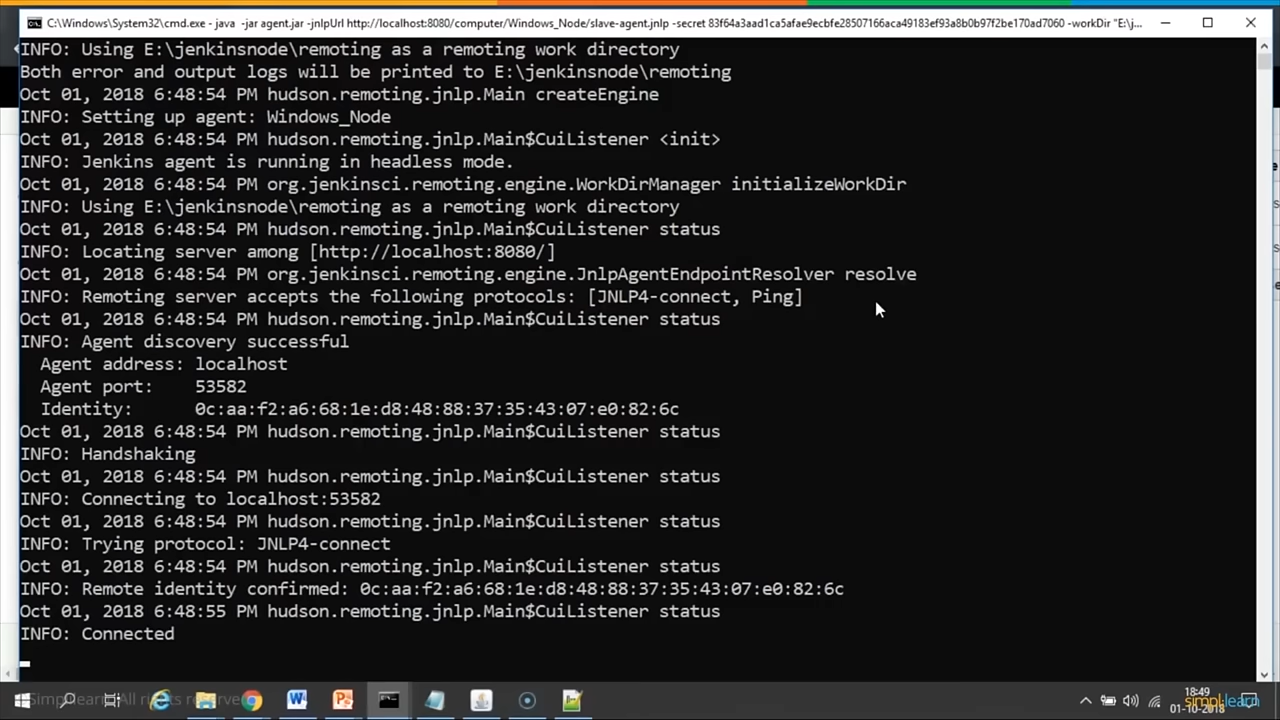 C:\Windows\System32\cmd.exe - java -jar agent.jar -jnlpUrl http://localhost:8080/computer/Windows_Node/slave-agent.jnlp -secret 83f64a3aad1ca5afae9ecbfe28507166aca49183ef93a8b0b97f2be170ad7060 -workDir "E:\j...
INFO: Using E:\jenkinsnode\remoting as a remoting work directory
Both error and output logs will be printed to E:\jenkinsnode\remoting
Oct 01, 2018 6:48:54 PM hudson.remoting.jnlp.Main createEngine
INFO: Setting up agent: Windows_Node
Oct 01, 2018 6:48:54 PM hudson.remoting.jnlp.Main$CuiListener <init>
INFO: Jenkins agent is running in headless mode.
Oct 01, 2018 6:48:54 PM org.jenkinsci.remoting.engine.WorkDirManager initializeWorkDir
INFO: Using E:\jenkinsnode\remoting as a remoting work directory
Oct 01, 2018 6:48:54 PM hudson.remoting.jnlp.Main$CuiListener status
INFO: Locating server among [http://localhost:8080/]
Oct 01, 2018 6:48:54 PM org.jenkinsci.remoting.engine.JnlpAgentEndpointResolver resolve
INFO: Remoting server accepts the following protocols: [JNLP4-connect, Ping]
Oct 01, 2018 6:48:54 PM hudson.remoting.jnlp.Main$CuiListener status
INFO: Agent discovery successful
Agent address: localhost
Agent port: 53582
Identity: 0c:aa:f2:a6:68:1e:d8:48:88:37:35:43:07:e0:82:6c
Oct 01, 2018 6:48:54 PM hudson.remoting.jnlp.Main$CuiListener status
INFO: Handshaking
Oct 01, 2018 6:48:54 PM hudson.remoting.jnlp.Main$CuiListener status
INFO: Connecting to localhost:53582
Oct 01, 2018 6:48:54 PM hudson.remoting.jnlp.Main$CuiListener status
INFO: Trying protocol: JNLP4-connect
Oct 01, 2018 6:48:54 PM hudson.remoting.jnlp.Main$CuiListener status
INFO: Remote identity confirmed: 0c:aa:f2:a6:68:1e:d8:48:88:37:35:43:07:e0:82:6c
Oct 01, 2018 6:48:55 PM hudson.remoting.jnlp.Main$CuiListener status
INFO: Connected
Simplilearn. All rights reserved.
18:49
simplilearn
01-10-2018